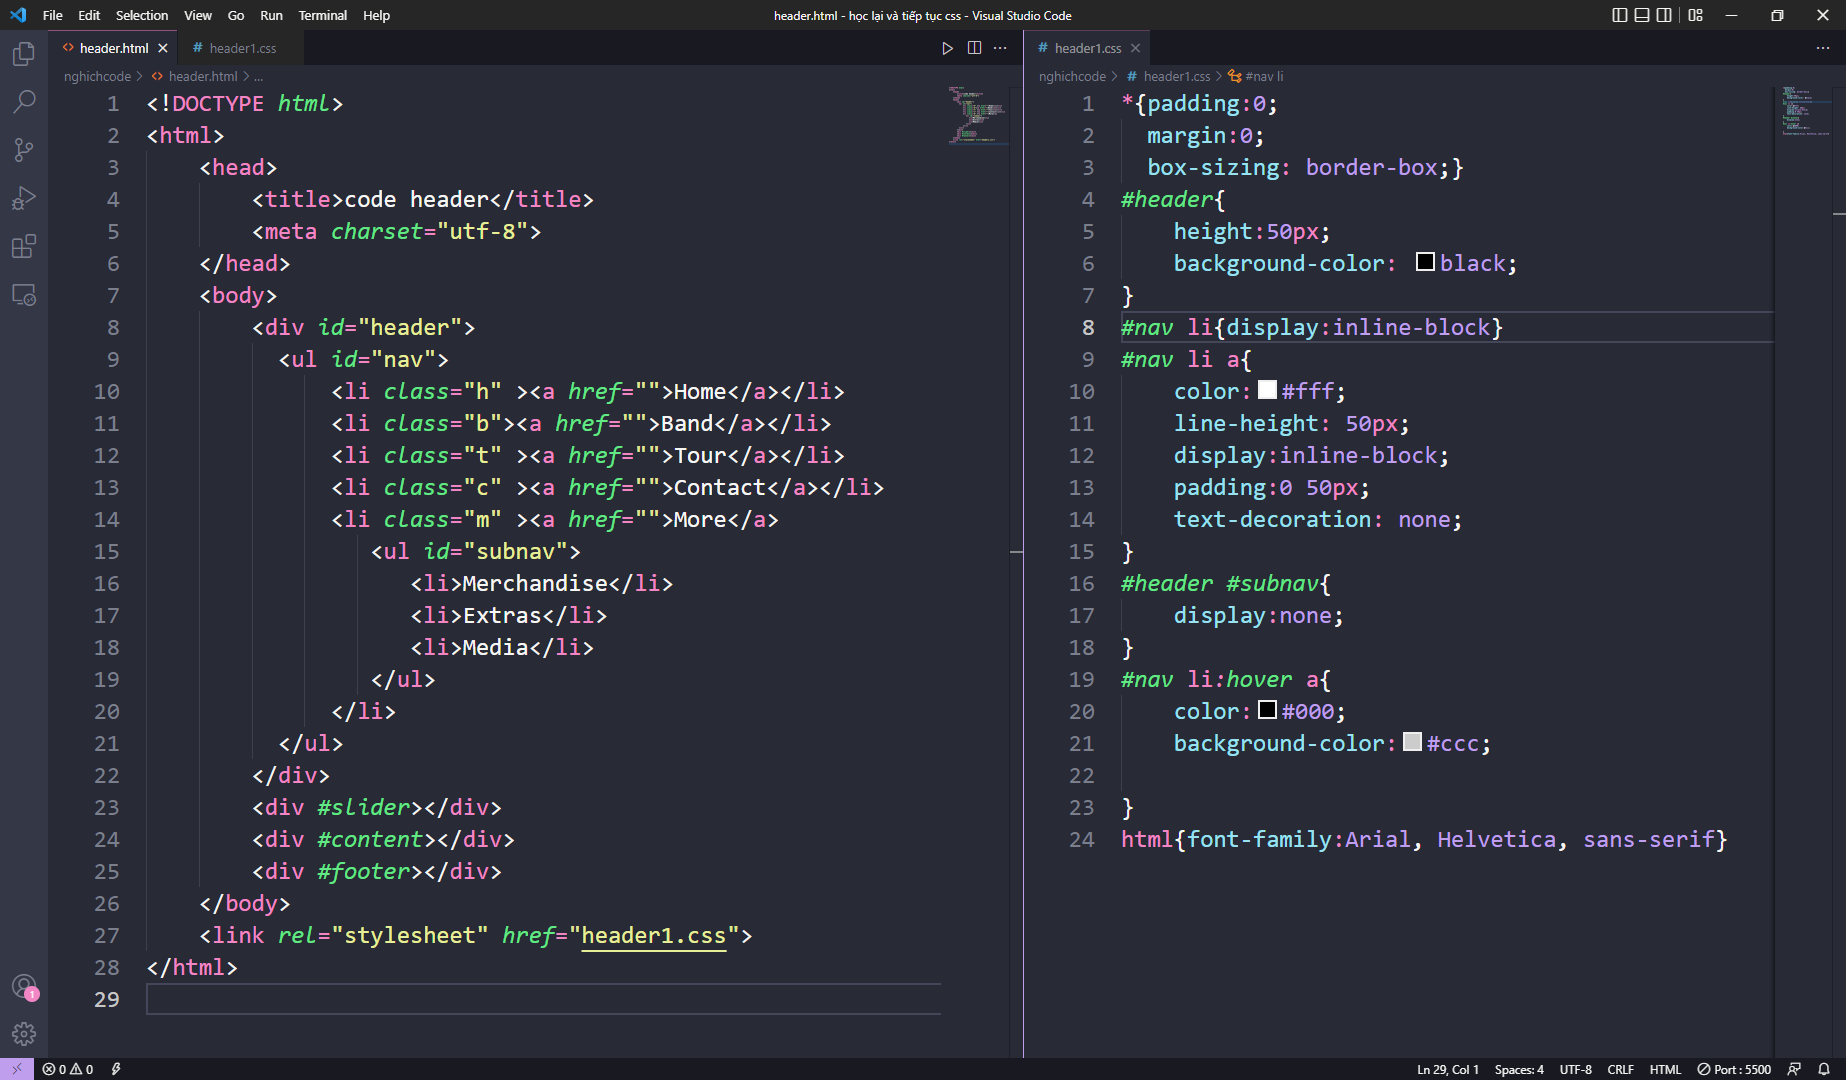 File Edit Selection View Go Run Terminal Help
header.html - học lại và tiếp tục css - Visual Studio Code
header.html
# header1.css
nghichcode > header.html > ...
1 <!DOCTYPE html>
2 <html>
3 <head>
4 <title>code header</title>
5 <meta charset="utf-8">
6 </head>
7 <body>
8 <div id="header">
9 <ul id="nav">
10 <li class="h" ><a href="">Home</a></li>
11 <li class="b"><a href="">Band</a></li>
12 <li class="t" ><a href="">Tour</a></li>
13 <li class="c" ><a href="">Contact</a></li>
14 <li class="m" ><a href="">More</a>
15 <ul id="subnav">
16 <li>Merchandise</li>
17 <li>Extras</li>
18 <li>Media</li>
19 </ul>
20 </li>
21 </ul>
22 </div>
23 <div #slider></div>
24 <div #content></div>
25 <div #footer></div>
26 </body>
27 <link rel="stylesheet" href="header1.css">
28 </html>
29
# header1.css
nghichcode > # header1.css > #nav li
1 *{padding:0;
2 margin:0;
3 box-sizing: border-box;}
4 #header{
5 height:50px;
6 background-color: black;
7 }
8 #nav li{display:inline-block}
9 #nav li a{
10 color:#fff;
11 line-height: 50px;
12 display:inline-block;
13 padding:0 50px;
14 text-decoration: none;
15 }
16 #header #subnav{
17 display:none;
18 }
19 #nav li:hover a{
20 color:#000;
21 background-color:#ccc;
22
23 }
24 html{font-family:Arial, Helvetica, sans-serif}
1
0 0
Ln 29, Col 1 Spaces: 4 UTF-8 CRLF HTML Port : 5500